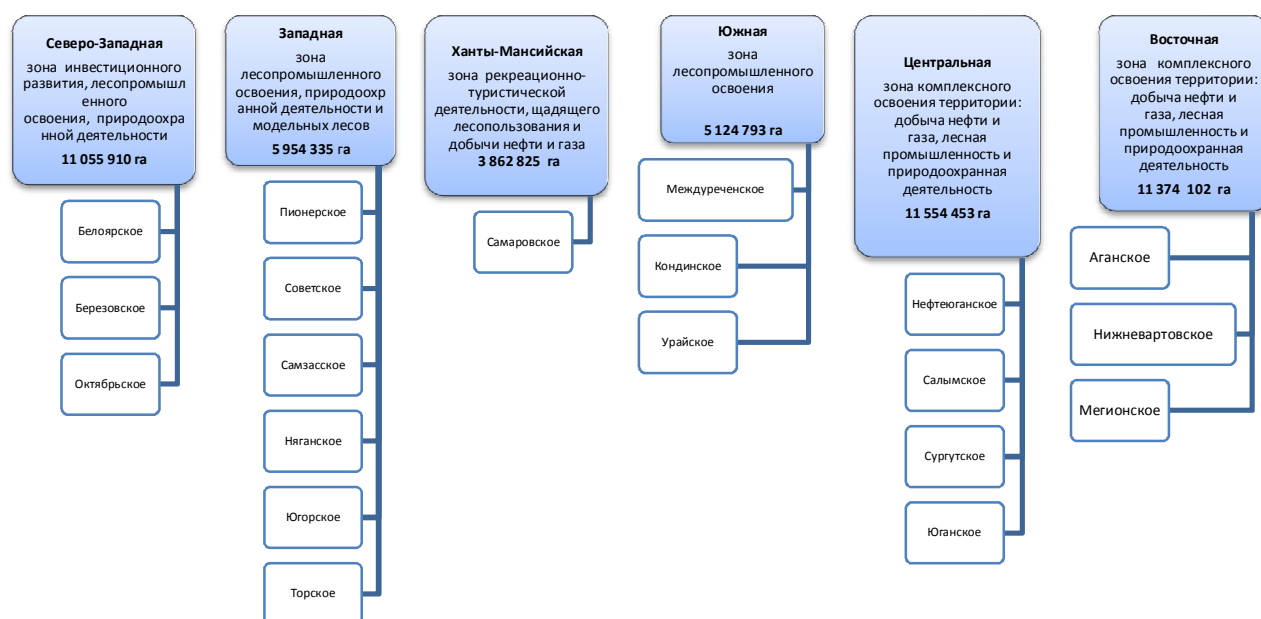 Северо-Западная
зона инвестиционного
развития, лесопромышл
енного
освоения, природоохра
нной деятельности
11 055 910 га
Белоярское
Березовское
Октябрьское
Западная
зона
лесопромышленного
освоения, природоохр
анной деятельности и
модельных лесов
5 954 335 га
Пионерское
Советское
Самзасское
Няганское
Югорское
Торское
Ханты-Мансийская
зона рекреационно-
туристической
деятельности, щадящего
лесопользования и
добычи нефти и газа
3 862 825 га
Самаровское
Южная
зона
лесопромышленного
освоения
5 124 793 га
Междуреченское
Кондинское
Урайское
Центральная
зона комплексного
освоения территории:
добыча нефти и
газа, лесная
промышленность и
природоохранная
деятельность
11 554 453 га
Нефтеюганское
Салымское
Сургутское
Юганское
Восточная
зона комплексного
освоения территории:
добыча нефти и
газа, лесная
промышленность и
природоохранная
деятельность
11 374 102 га
Аганское
Нижневартовское
Мегионское